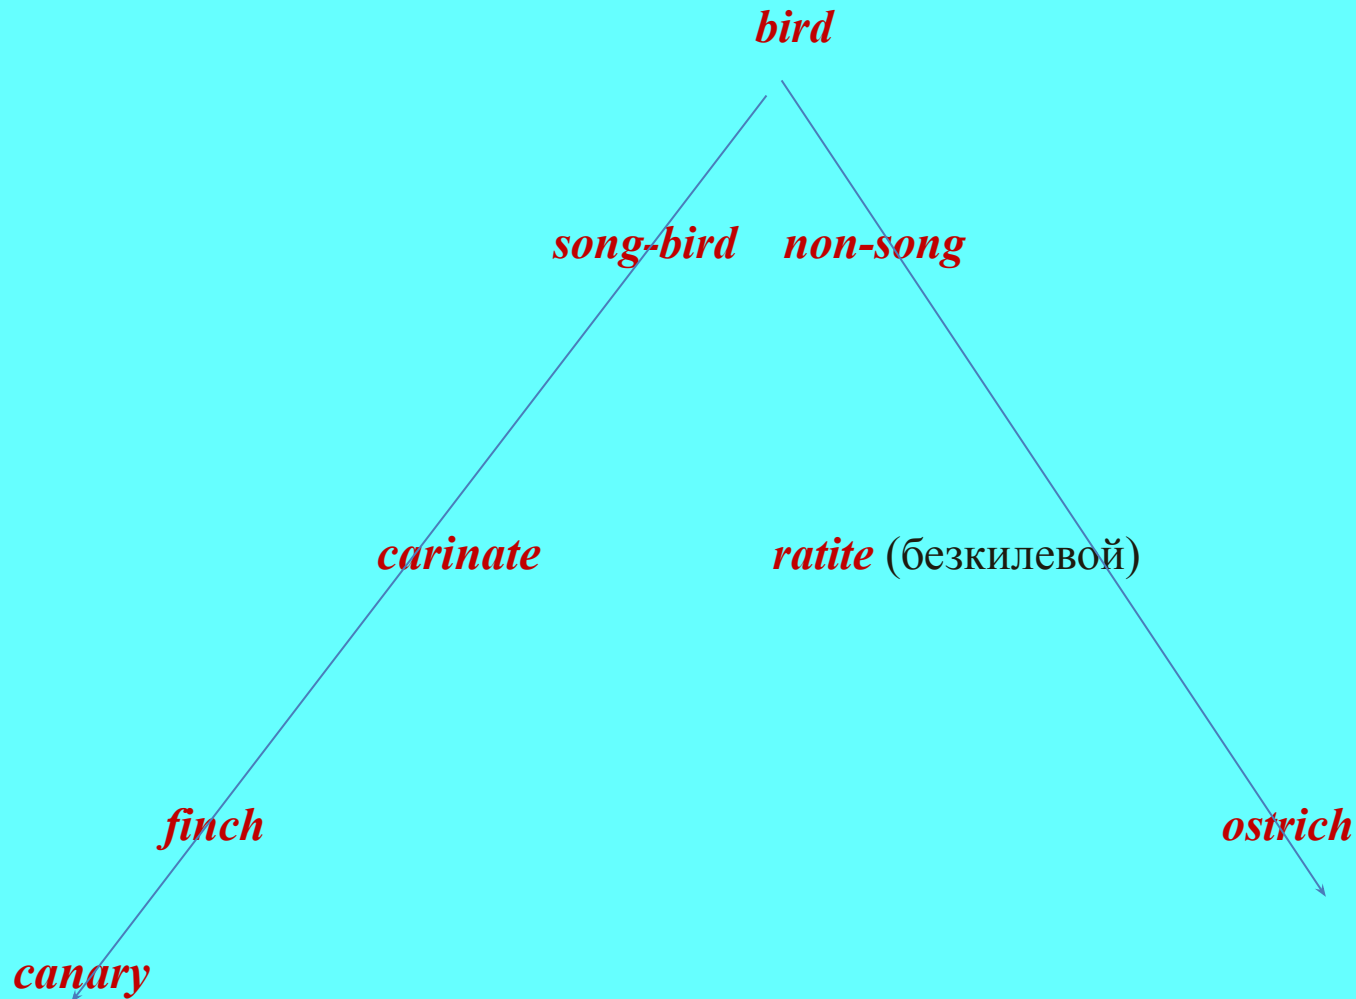 bird
song-bird non-song
carinate ratite (безкилевой)
finch ostrich
canary